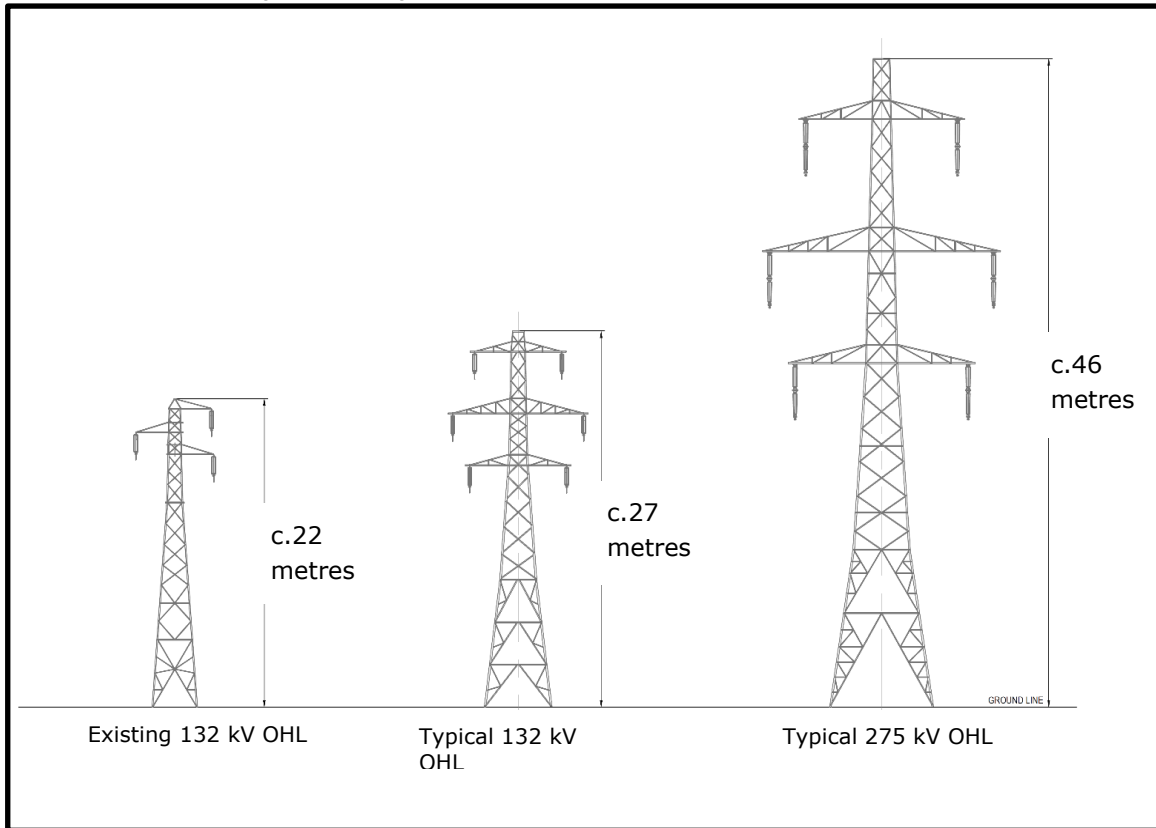 c.46
metres
c.27
metres
c.22
metres
GROUND LINE
Existing 132 kV OHL
Typical 132 kV
OHL
Typical 275 kV OHL